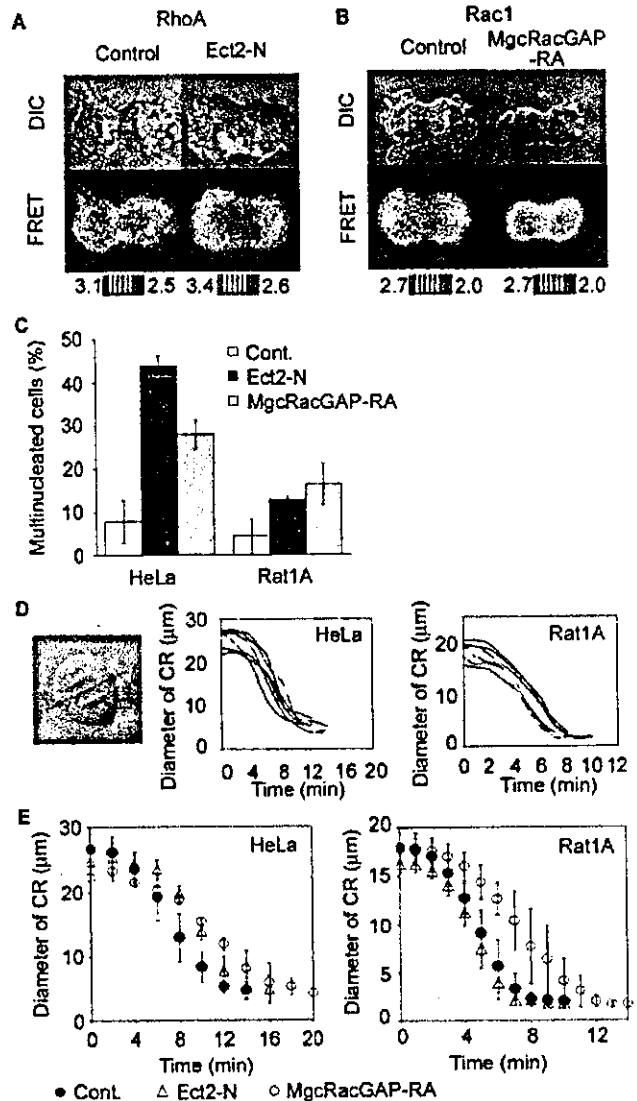 A
RhoA
Control Ect2-N
DIC
FRET
3.1 2.5 3.4 2.6
B
Rac1
Control MgcRacGAP
-RA
DIC
FRET
2.7 2.0 2.7 2.0
C
Multinucleated cells (%)
50
40
30
20
10
0
Cont.
Ect2-N
MgcRacGAP-RA
HeLa Rat1A
D
Diameter of CR (μm)
30
20
10
0
HeLa
0 4 8 12 16 20
Time (min)
Diameter of CR (μm)
30
20
10
0
Rat1A
0 2 4 6 8 10 12
Time (min)
E
Diameter of CR (μm)
30
20
10
0
HeLa
0 4 8 12 16 20
Time (min)
Diameter of CR (μm)
20
15
10
5
0
Rat1A
0 4 8 12
Time (min)
Cont. Ect2-N MgcRacGAP-RA